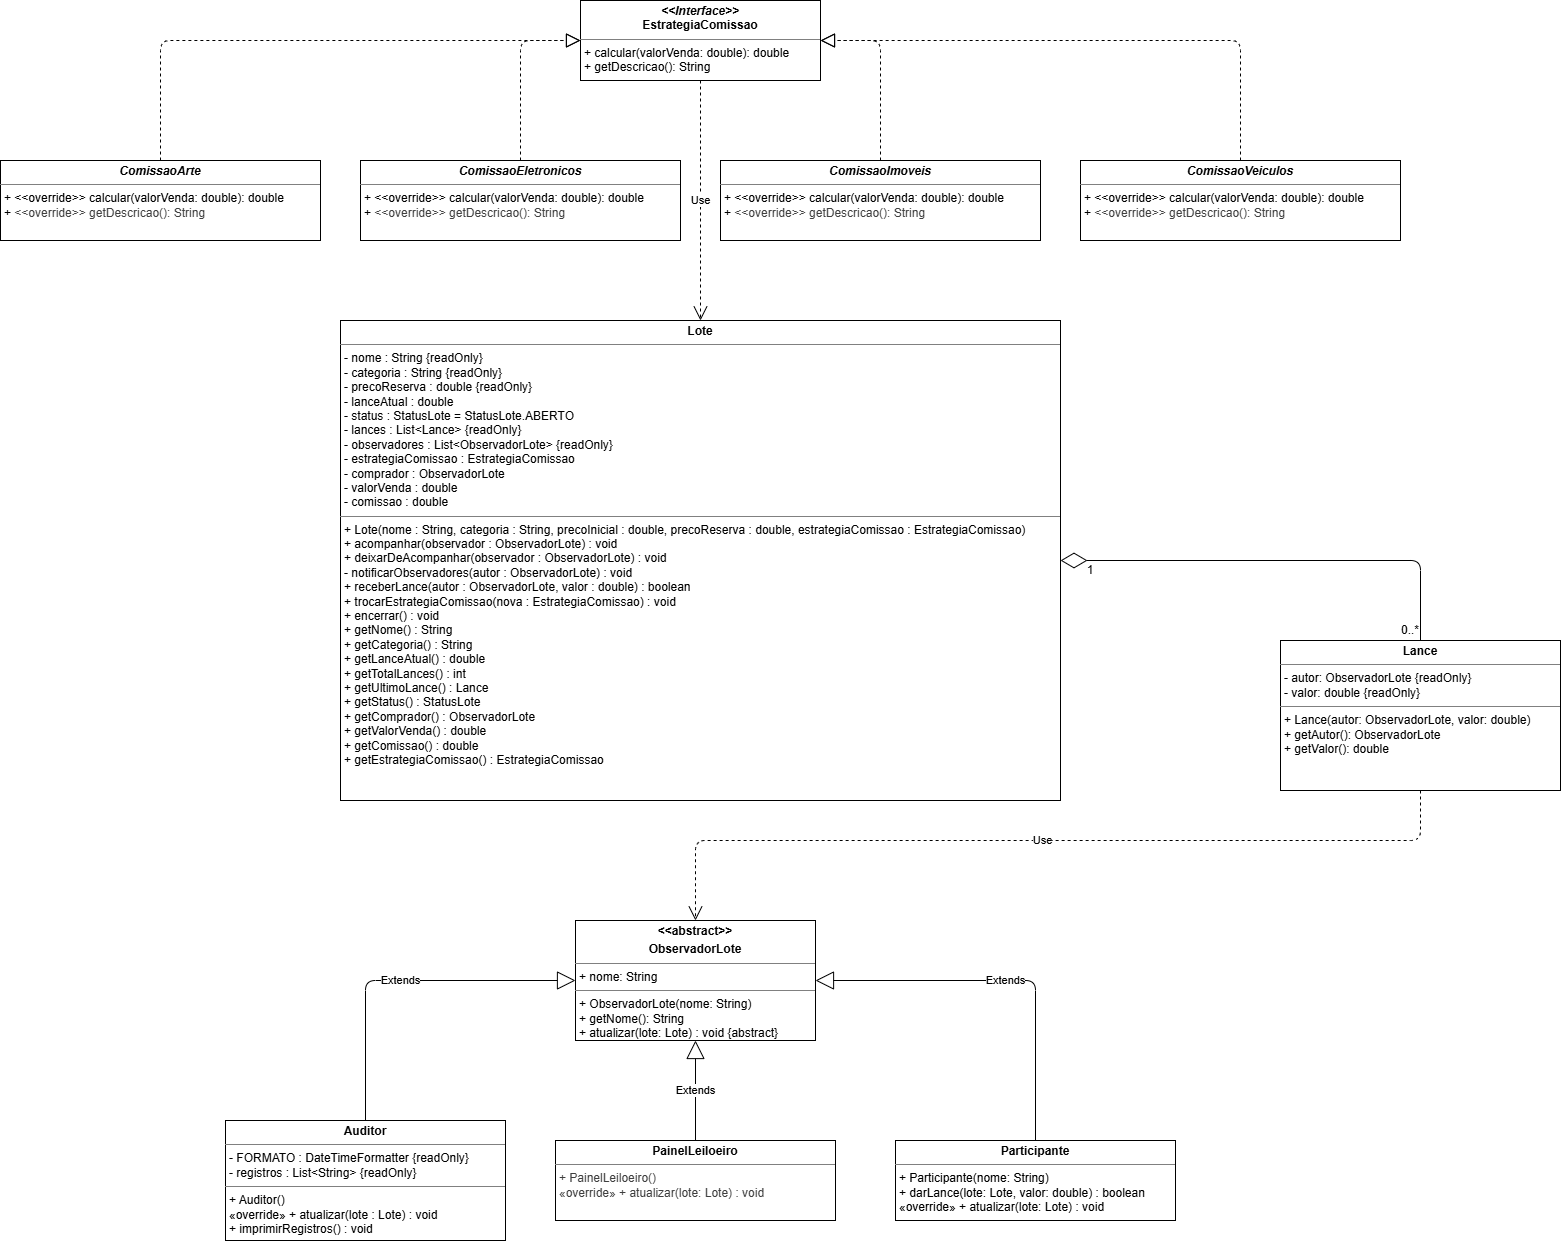 <<Interface>>
EstrategiaComissao
+ calcular(valorVenda: double): double
+ getDescricao(): String
ComissaoArte
+ <<override>> calcular(valorVenda: double): double
+ <<override>> getDescricao(): String
ComissaoEletronicos
+ <<override>> calcular(valorVenda: double): double
+ <<override>> getDescricao(): String
ComissaoImoveis
+ <<override>> calcular(valorVenda: double): double
+ <<override>> getDescricao(): String
ComissaoVeiculos
+ <<override>> calcular(valorVenda: double): double
+ <<override>> getDescricao(): String
Use
Lote
- nome : String {readOnly}
- categoria : String {readOnly}
- precoReserva : double {readOnly}
- lanceAtual : double
- status : StatusLote = StatusLote.ABERTO
- lances : List<Lance> {readOnly}
- observadores : List<ObservadorLote> {readOnly}
- estrategiaComissao : EstrategiaComissao
- comprador : ObservadorLote
- valorVenda : double
- comissao : double
+ Lote(nome : String, categoria : String, precoInicial : double, precoReserva : double, estrategiaComissao : EstrategiaComissao)
+ acompanhar(observador : ObservadorLote) : void
+ deixarDeAcompanhar(observador : ObservadorLote) : void
- notificarObservadores(autor : ObservadorLote) : void
+ receberLance(autor : ObservadorLote, valor : double) : boolean
+ trocarEstrategiaComissao(nova : EstrategiaComissao) : void
+ encerrar() : void
+ getNome() : String
+ getCategoria() : String
+ getLanceAtual() : double
+ getTotalLances() : int
+ getUltimoLance() : Lance
+ getStatus() : StatusLote
+ getComprador() : ObservadorLote
+ getValorVenda() : double
+ getComissao() : double
+ getEstrategiaComissao() : EstrategiaComissao
1
0..*
Lance
- autor: ObservadorLote {readOnly}
- valor: double {readOnly}
+ Lance(autor: ObservadorLote, valor: double)
+ getAutor(): ObservadorLote
+ getValor(): double
Use
<<abstract>>
ObservadorLote
+ nome: String
+ ObservadorLote(nome: String)
+ getNome(): String
+ atualizar(lote: Lote) : void {abstract}
Extends
Extends
Extends
Auditor
- FORMATO : DateTimeFormatter {readOnly}
- registros : List<String> {readOnly}
+ Auditor()
«override» + atualizar(lote : Lote) : void
+ imprimirRegistros() : void
PainelLeiloeiro
+ PainelLeiloeiro()
«override» + atualizar(lote: Lote) : void
Participante
+ Participante(nome: String)
+ darLance(lote: Lote, valor: double) : boolean
«override» + atualizar(lote: Lote) : void